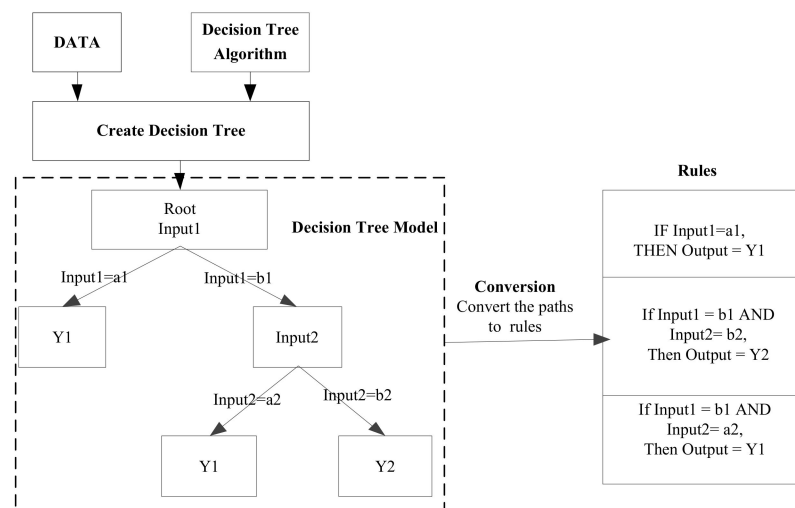 DATA
Decision Tree
Algorithm
Create Decision Tree
Root
Input1
Decision Tree Model
Input1=a1
Input1=b1
Y1
Input2
Input2=a2
Input2=b2
Y1
Y2
Conversion
Convert the paths
to rules
Rules
IF Input1=a1,
THEN Output = Y1
If Input1 = b1 AND
Input2= b2,
Then Output = Y2
If Input1 = b1 AND
Input2= a2,
Then Output = Y1